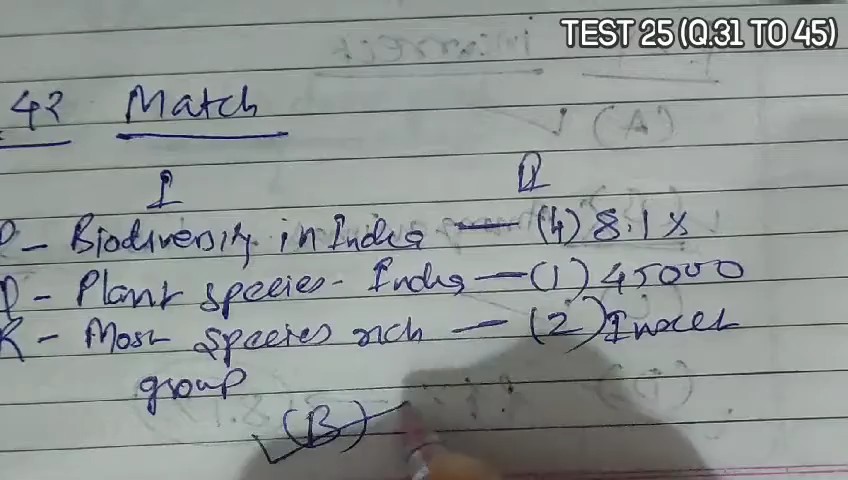 TEST 25 (Q.31 TO 45)
42 Match
I II
P - Biodiversity in India — (4) 8.1 %
Q - Plant species - India — (1) 45000
R - Most species rich — (2) Insect
group
(B)